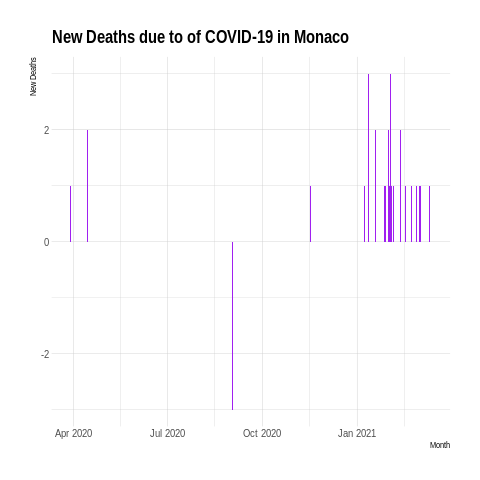 New Deaths due to of COVID-19 in Monaco
New Deaths
2
0
-2
Apr 2020
Jul 2020
Oct 2020
Jan 2021
Month